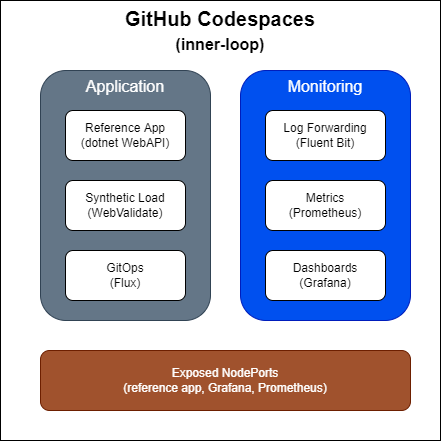 GitHub Codespaces
(inner-loop)
Application
Reference App
(dotnet WebAPI)
Synthetic Load
(WebValidate)
GitOps
(Flux)
Monitoring
Log Forwarding
(Fluent Bit)
Metrics
(Prometheus)
Dashboards
(Grafana)
Exposed NodePorts
(reference app, Grafana, Prometheus)